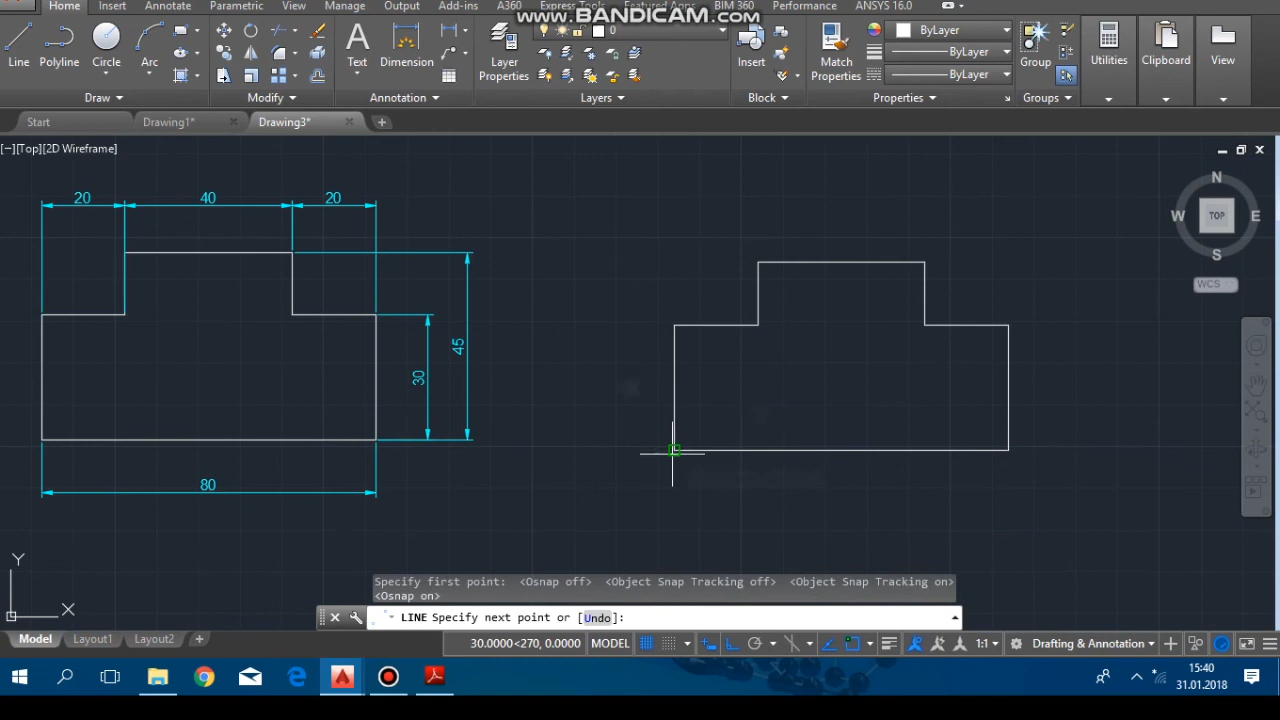 www.BANDICAM.com
Home Insert Annotate Parametric View Manage Output Add-ins A360 Express Tools Featured Apps BIM 360 Performance ANSYS 16.0
0
ByLayer
ByLayer
ByLayer
Line Polyline Circle Arc Text Dimension Layer Properties Insert Match Properties Group Utilities Clipboard View
Draw Modify Annotation Layers Block Properties Groups
Start Drawing1* Drawing3*
[−][Top][2D Wireframe]
N
W TOP E
S
WCS
20 40 20
45
30
80
Y
X
Specify first point: <Osnap off> <Object Snap Tracking off> <Object Snap Tracking on>
<Osnap on>
LINE Specify next point or [Undo]:
Model Layout1 Layout2
30.0000<270, 0.0000 MODEL 1:1 Drafting & Annotation
15:40
31.01.2018